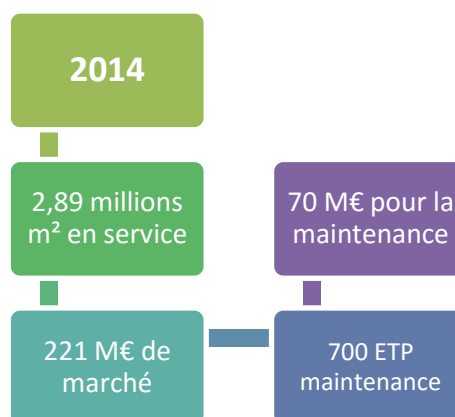 2014
2,89 millions
m² en service
221 M€ de
marché
700 ETP
maintenance
70 M€ pour la
maintenance